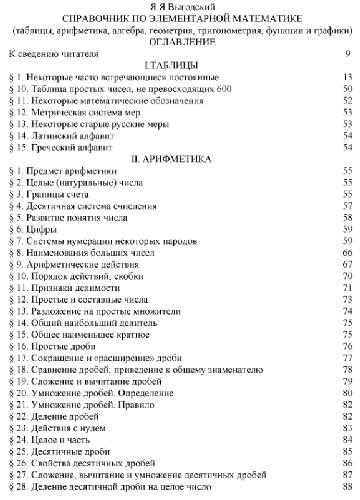 Я.Я.Выгодский
СПРАВОЧНИК ПО ЭЛЕМЕНТАРНОЙ МАТЕМАТИКЕ
(таблицы, арифметика, алгебра, геометрия, тригонометрия, функции и графики)
ОГЛАВЛЕНИЕ
К сведению читателя 9
I.ТАБЛИЦЫ
§ 1. Некоторые часто встречающиеся постоянные 13
§ 10. Таблица простых чисел, не превосходящих 600 50
§ 11. Некоторые математические обозначения 52
§ 12. Метрическая система мер 53
§ 13. Некоторые старые русские меры 53
§ 14. Латинский алфавит 54
§ 15. Греческий алфавит 54
II. АРИФМЕТИКА
§ 1. Предмет арифметики 55
§ 2. Целые (натуральные) числа 55
§ 3. Границы счета 55
§ 4. Десятичная система счисления 57
§ 5. Развитие понятия числа 58
§ 6. Цифры 59
§ 7. Системы нумерации некоторых народов 59
§ 8. Наименования больших чисел 66
§ 9. Арифметические действия 67
§ 10. Порядок действий, скобки 70
§ 11. Признаки делимости 71
§ 12. Простые и составные числа 73
§ 13. Разложение на простые множители 74
§ 14. Общий наибольший делитель 75
§ 15. Общее наименьшее кратное 75
§ 16. Простые дроби 76
§ 17. Сокращение и «расширение» дроби 77
§ 18. Сравнение дробей; приведение к общему знаменателю 78
§ 19. Сложение и вычитание дробей 79
§ 20. Умножение дробей. Определение 80
§ 21. Умножение дробей. Правило 82
§ 22. Деление дробей 82
§ 23. Действия с нулем 83
§ 24. Целое и часть 84
§ 25. Десятичные дроби 85
§ 26. Свойства десятичных дробей 86
§ 27. Сложение, вычитание и умножение десятичных дробей 87
§ 28. Деление десятичной дроби на целое число 88